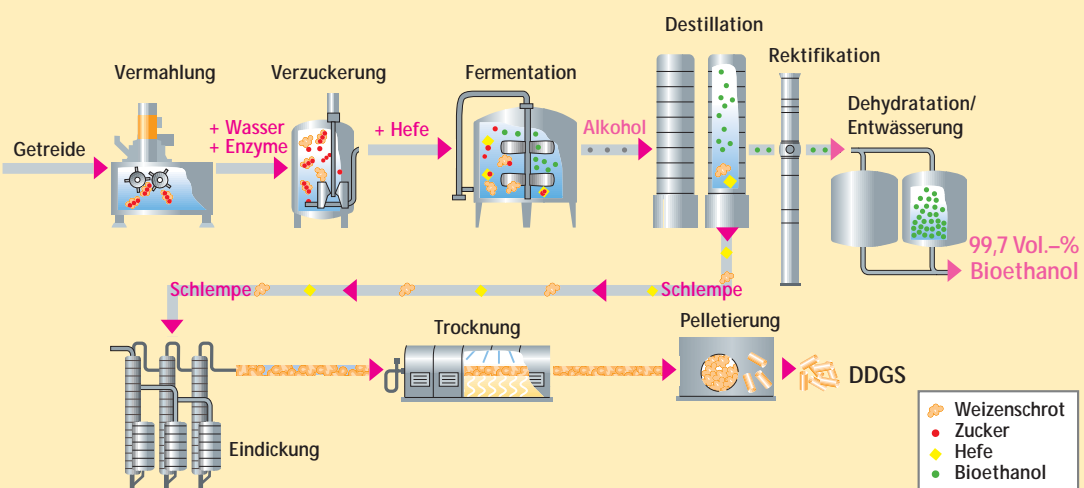 Destillation
Rektifikation
Vermahlung
Verzuckerung
Fermentation
Dehydratation/
Entwässerung
Getreide
+ Wasser
+ Enzyme
+ Hefe
Alkohol
99,7 Vol.–%
Bioethanol
Schlempe
Schlempe
Trocknung
Pelletierung
DDGS
Eindickung
Weizenschrot
Zucker
Hefe
Bioethanol